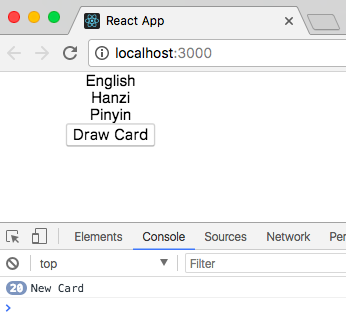 React App
localhost:3000
English
Hanzi
Pinyin
Draw Card
Elements Console Sources Network Per
top Filter
20 New Card